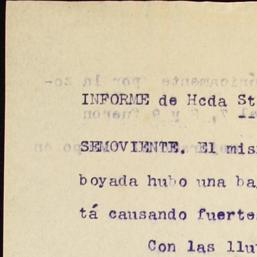 INFORME de Hcda St
SEMOVIENTE. El mis
boyada hubo una ba
tá causando fuerte
Con las llu